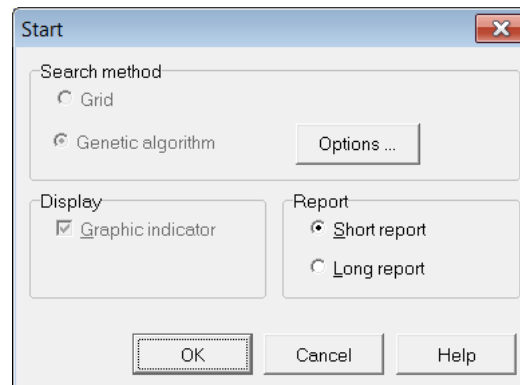 Start
Search method
Grid
Genetic algorithm
Options ...
Display
Graphic indicator
Report
Short report
Long report
OK
Cancel
Help